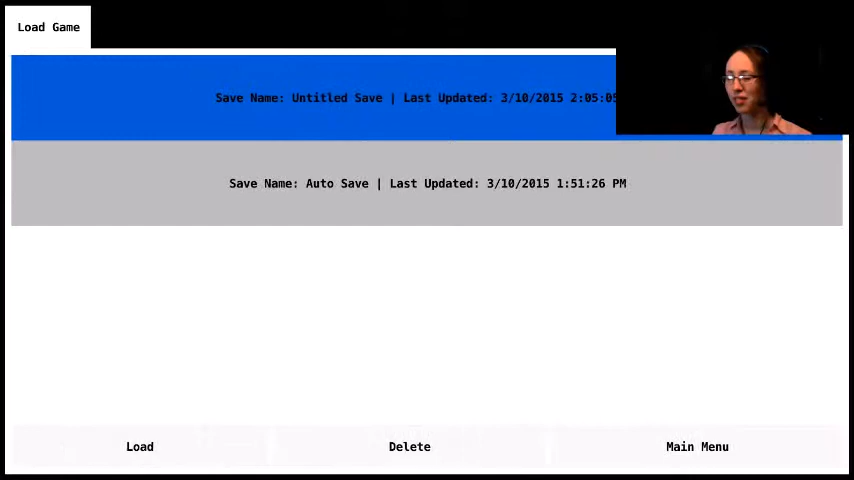 Load Game
Save Name: Untitled Save | Last Updated: 3/10/2015 2:05:05
Save Name: Auto Save | Last Updated: 3/10/2015 1:51:26 PM
Load Delete Main Menu